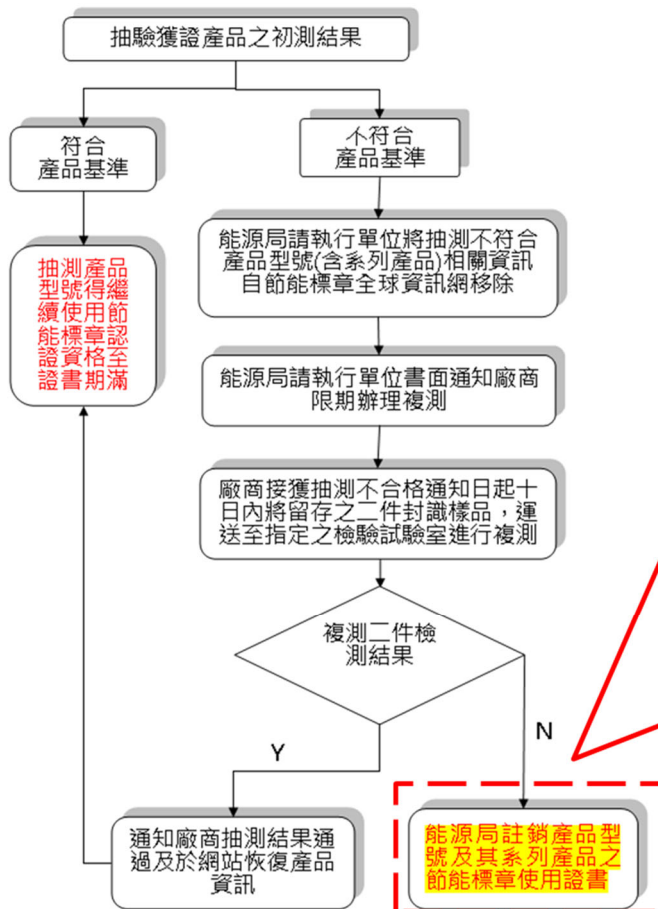 抽驗獲證產品之初測結果
符合
產品基準
不符合
產品基準
抽測產品
型號得繼
續使用節
能標章認
證資格至
證書期滿
能源局請執行單位將抽測不符合
產品型號(含系列產品)相關資訊
自節能標章全球資訊網移除
能源局請執行單位書面通知廠商
限期辦理複測
廠商接獲抽測不合格通知日起十
日內將留存之二件封識樣品，運
送至指定之檢驗試驗室進行複測
複測二件檢
測結果
Y
N
通知廠商抽測結果通
過及於網站恢復產品
資訊
能源局註銷產品型
號及其系列產品之
節能標章使用證書